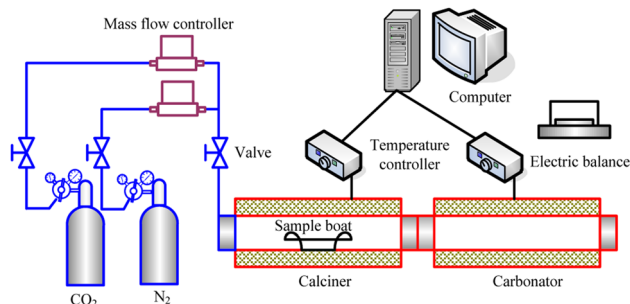 Mass flow controller
Computer
Valve
Temperature
controller
Electric balance
Sample boat
Calciner
Carbonator
CO2
N2